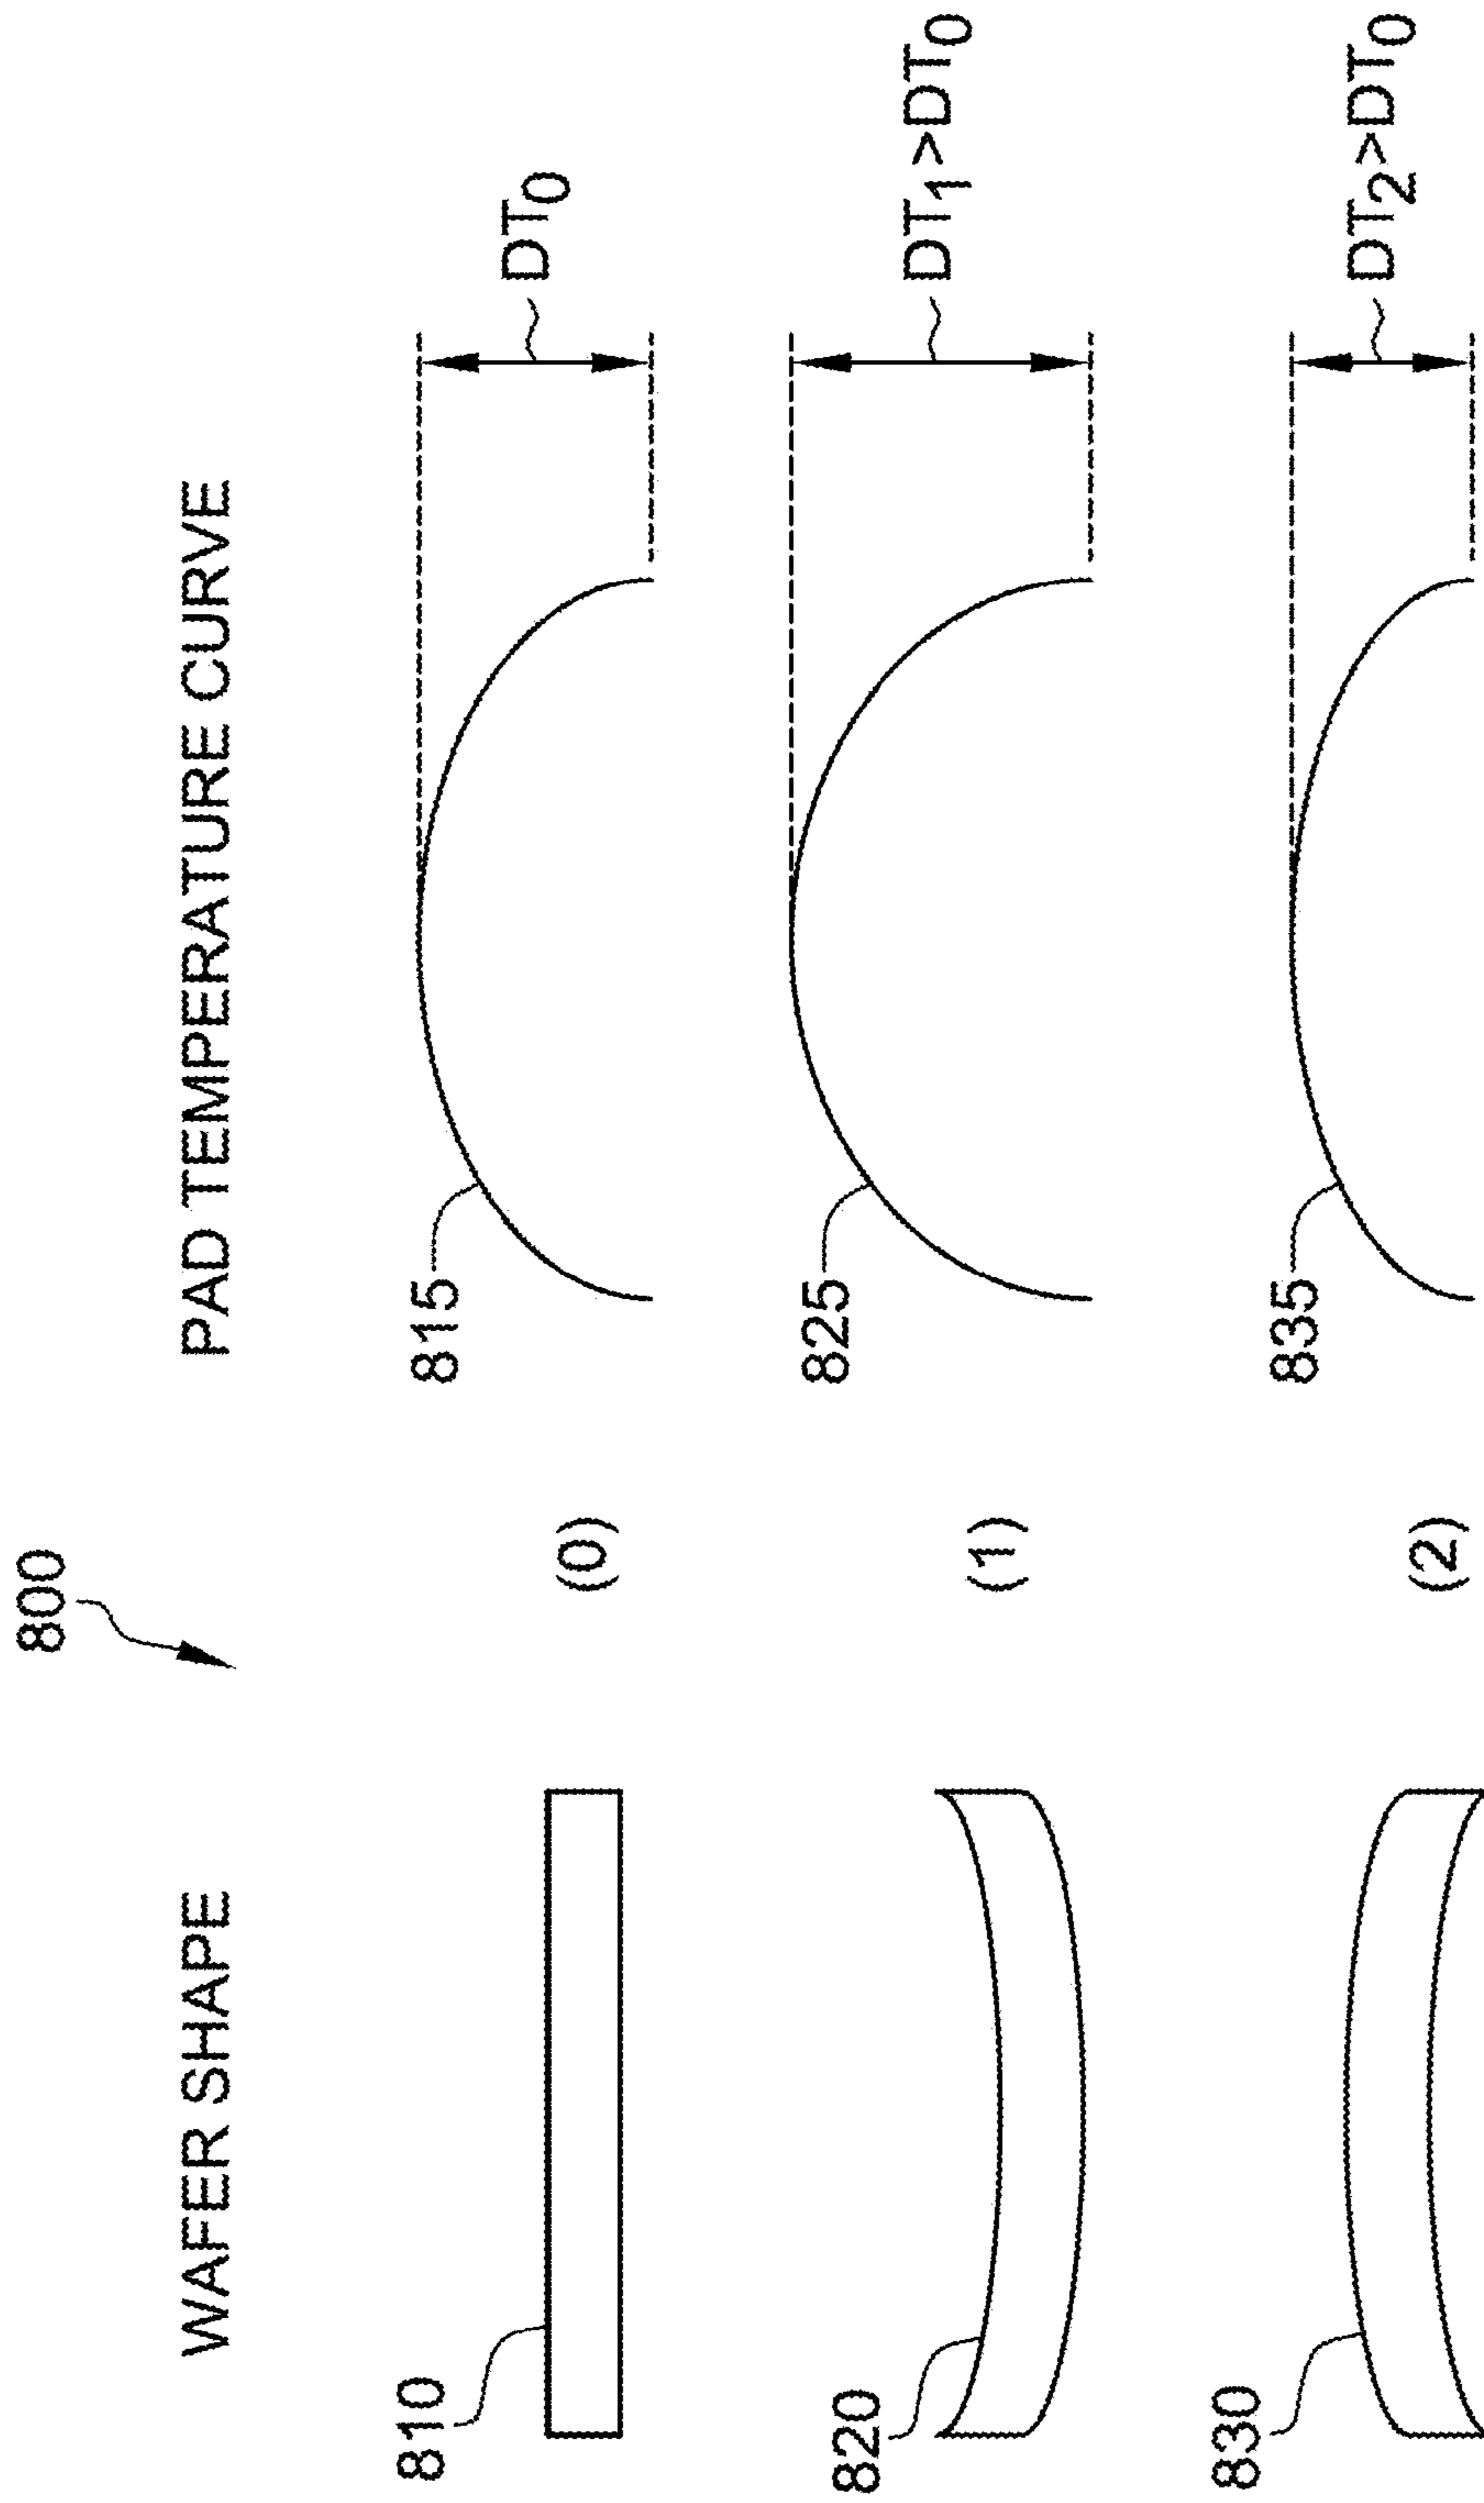 800
WAFER SHAPE
PAD TEMPERATURE CURVE
810
(0)
815
DT0
820
(1)
825
DT1>DT0
830
(2)
835
DT2>DT0